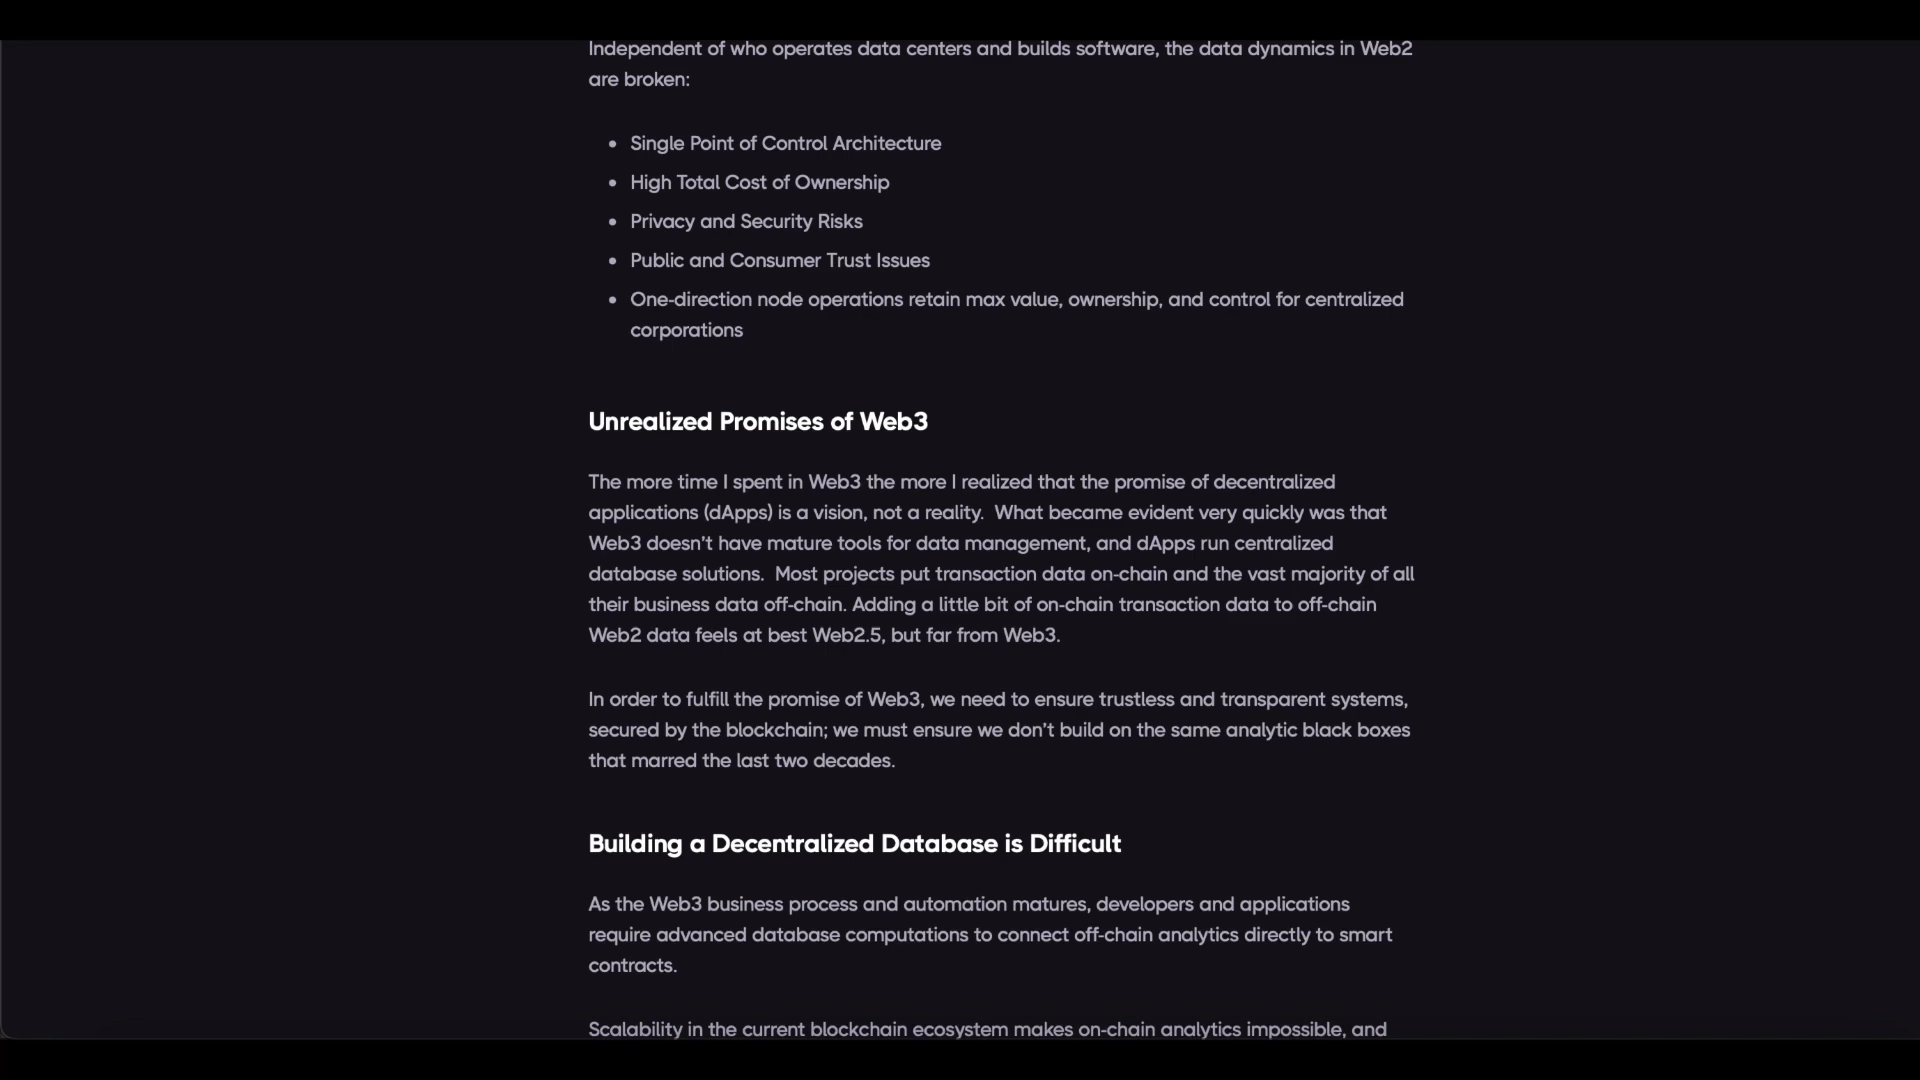 Independent of who operates data centers and builds software, the data dynamics in Web2
are broken:
• Single Point of Control Architecture
• High Total Cost of Ownership
• Privacy and Security Risks
• Public and Consumer Trust Issues
• One-direction node operations retain max value, ownership, and control for centralized
corporations
Unrealized Promises of Web3
The more time I spent in Web3 the more I realized that the promise of decentralized
applications (dApps) is a vision, not a reality.  What became evident very quickly was that
Web3 doesn't have mature tools for data management, and dApps run centralized
database solutions.  Most projects put transaction data on-chain and the vast majority of all
their business data off-chain. Adding a little bit of on-chain transaction data to off-chain
Web2 data feels at best Web2.5, but far from Web3.
In order to fulfill the promise of Web3, we need to ensure trustless and transparent systems,
secured by the blockchain; we must ensure we don't build on the same analytic black boxes
that marred the last two decades.
Building a Decentralized Database is Difficult
As the Web3 business process and automation matures, developers and applications
require advanced database computations to connect off-chain analytics directly to smart
contracts.
Scalability in the current blockchain ecosystem makes on-chain analytics impossible, and